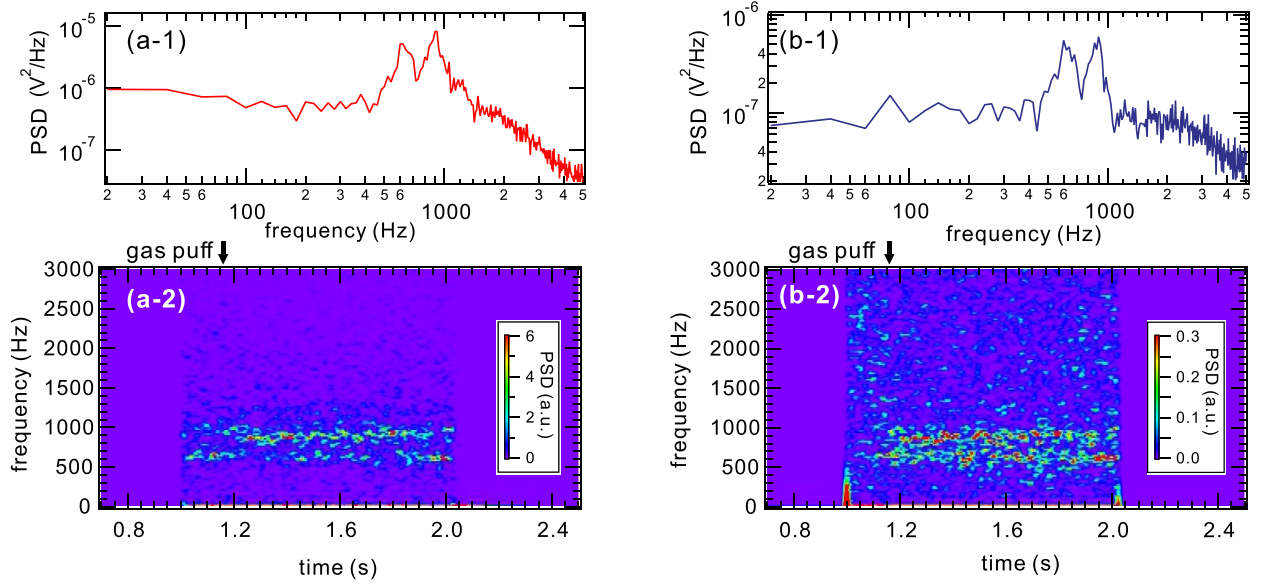 (a-1)
PSD (V²/Hz)
10⁻⁵
10⁻⁶
10⁻⁷
2 3 4 5 6 2 3 4 5 6 2 3 4 5
100 1000
frequency (Hz)
(b-1)
PSD (V²/Hz)
10⁻⁶
4
2
10⁻⁷
4
2
2 3 4 5 6 2 3 4 5 6 2 3 4 5
100 1000
frequency (Hz)
gas puff
(a-2)
frequency (Hz)
3000
2500
2000
1500
1000
500
0
6
4
2
0
PSD (a.u.)
0.8 1.2 1.6 2.0 2.4
time (s)
gas puff
(b-2)
frequency (Hz)
3000
2500
2000
1500
1000
500
0
0.3
0.2
0.1
0.0
PSD (a.u.)
0.8 1.2 1.6 2.0 2.4
time (s)